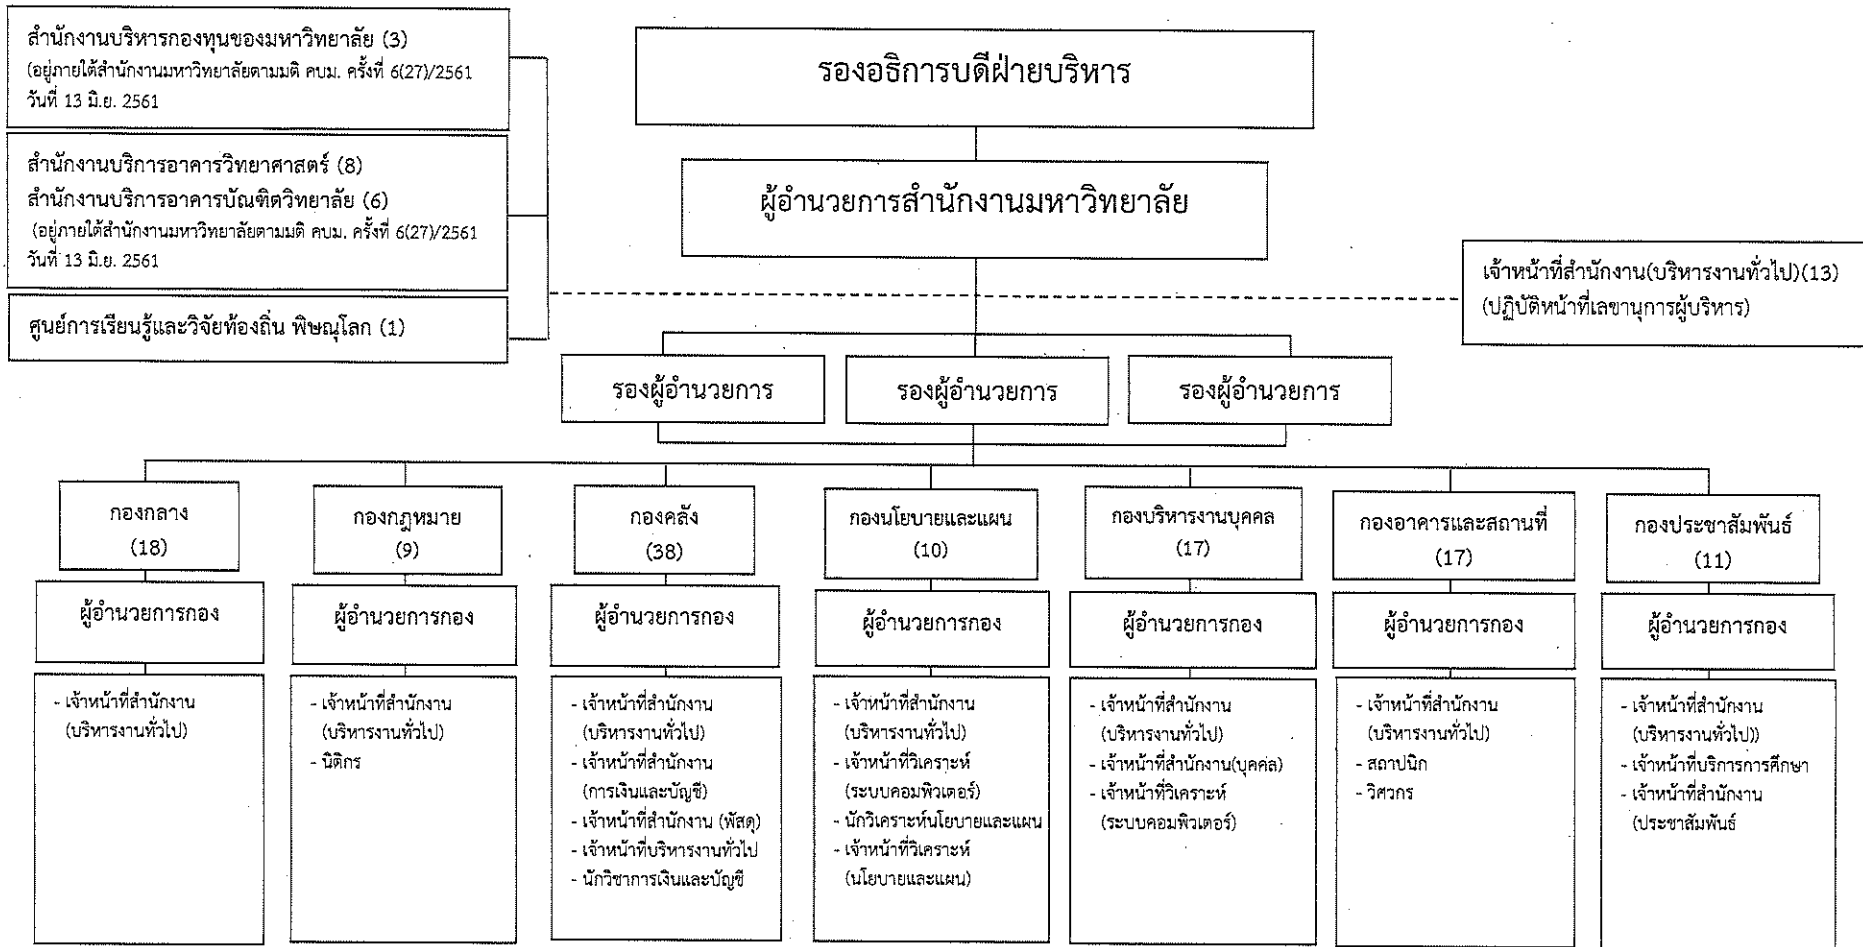 สำนักงานบริหารกองทุนของมหาวิทยาลัย (3)
(อยู่ภายใต้สำนักงานมหาวิทยาลัยตามมติ คบม. ครั้งที่ 6(27)/2561
วันที่ 13 มิ.ย. 2561
สำนักงานบริการอาคารวิทยาศาสตร์ (8)
สำนักงานบริการอาคารบัณฑิตวิทยาลัย (6)
(อยู่ภายใต้สำนักงานมหาวิทยาลัยตามมติ คบม. ครั้งที่ 6(27)/2561
วันที่ 13 มิ.ย. 2561
ศูนย์การเรียนรู้และวิจัยท้องถิ่น พิษณุโลก (1)
รองอธิการบดีฝ่ายบริหาร
ผู้อำนวยการสำนักงานมหาวิทยาลัย
เจ้าหน้าที่สำนักงาน(บริหารงานทั่วไป)(13)
(ปฏิบัติหน้าที่เลขานุการผู้บริหาร)
รองผู้อำนวยการ
รองผู้อำนวยการ
รองผู้อำนวยการ
กองกลาง
(18)
ผู้อำนวยการกอง
- เจ้าหน้าที่สำนักงาน
(บริหารงานทั่วไป)
กองกฎหมาย
(9)
ผู้อำนวยการกอง
- เจ้าหน้าที่สำนักงาน
(บริหารงานทั่วไป)
- นิติกร
กองคลัง
(38)
ผู้อำนวยการกอง
- เจ้าหน้าที่สำนักงาน
(บริหารงานทั่วไป)
- เจ้าหน้าที่สำนักงาน
(การเงินและบัญชี)
- เจ้าหน้าที่สำนักงาน (พัสดุ)
- เจ้าหน้าที่บริหารงานทั่วไป
- นักวิชาการเงินและบัญชี
กองนโยบายและแผน
(10)
ผู้อำนวยการกอง
- เจ้าหน้าที่สำนักงาน
(บริหารงานทั่วไป)
- เจ้าหน้าที่วิเคราะห์
(ระบบคอมพิวเตอร์)
- นักวิเคราะห์นโยบายและแผน
- เจ้าหน้าที่วิเคราะห์
(นโยบายและแผน)
กองบริหารงานบุคคล
(17)
ผู้อำนวยการกอง
- เจ้าหน้าที่สำนักงาน
(บริหารงานทั่วไป)
- เจ้าหน้าที่สำนักงาน(บุคคล)
- เจ้าหน้าที่วิเคราะห์
(ระบบคอมพิวเตอร์)
กองอาคารและสถานที่
(17)
ผู้อำนวยการกอง
- เจ้าหน้าที่สำนักงาน
(บริหารงานทั่วไป)
- สถาปนิก
- วิศวกร
กองประชาสัมพันธ์
(11)
ผู้อำนวยการกอง
- เจ้าหน้าที่สำนักงาน
(บริหารงานทั่วไป))
- เจ้าหน้าที่บริการการศึกษา
- เจ้าหน้าที่สำนักงาน
(ประชาสัมพันธ์